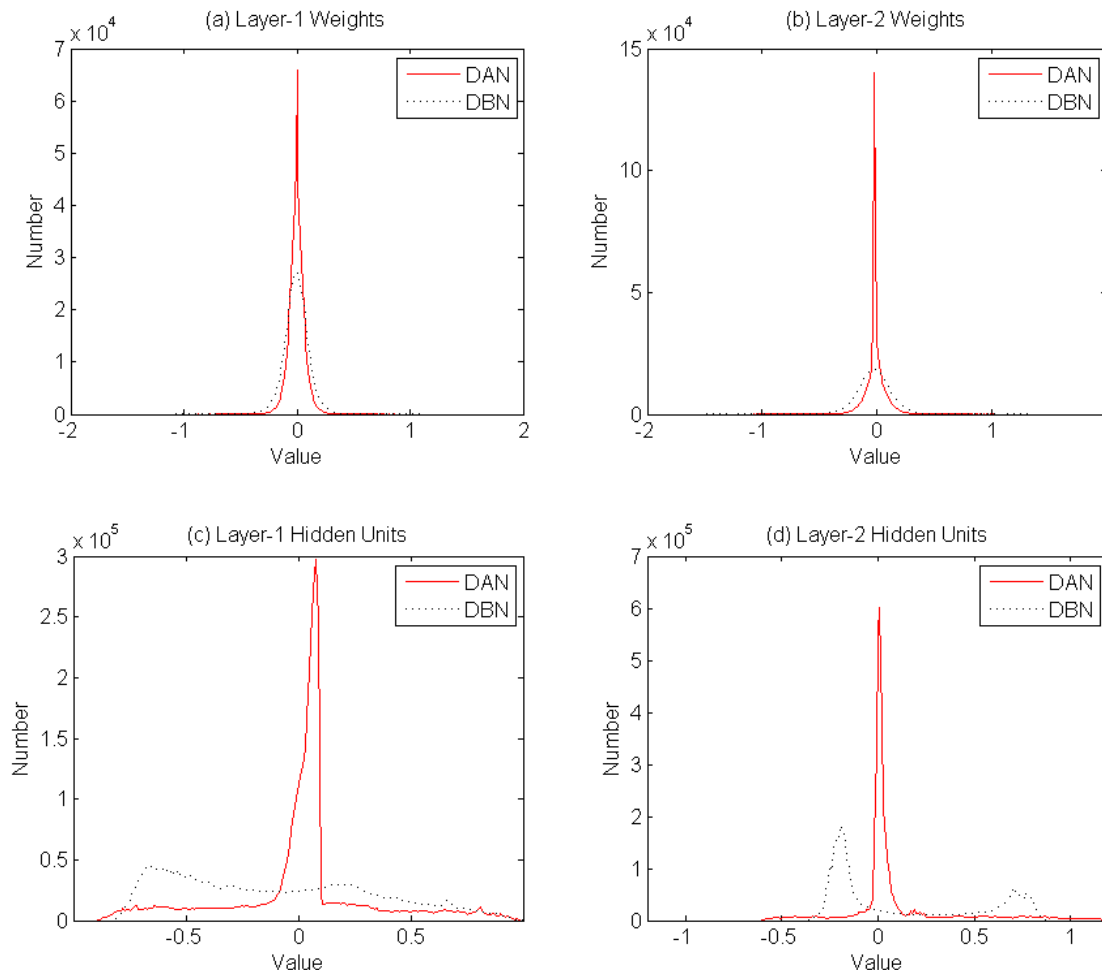 (a) Layer-1 Weights
x 10^4
7
6
5
4
3
2
1
0
-2
-1
0
1
2
Number
Value
DAN
DBN
(b) Layer-2 Weights
x 10^4
15
10
5
0
-2
-1
0
1
Number
Value
DAN
DBN
(c) Layer-1 Hidden Units
x 10^5
3
2.5
2
1.5
1
0.5
0
-0.5
0
0.5
Number
Value
DAN
DBN
(d) Layer-2 Hidden Units
x 10^5
7
6
5
4
3
2
1
0
-1
-0.5
0
0.5
1
Number
Value
DAN
DBN